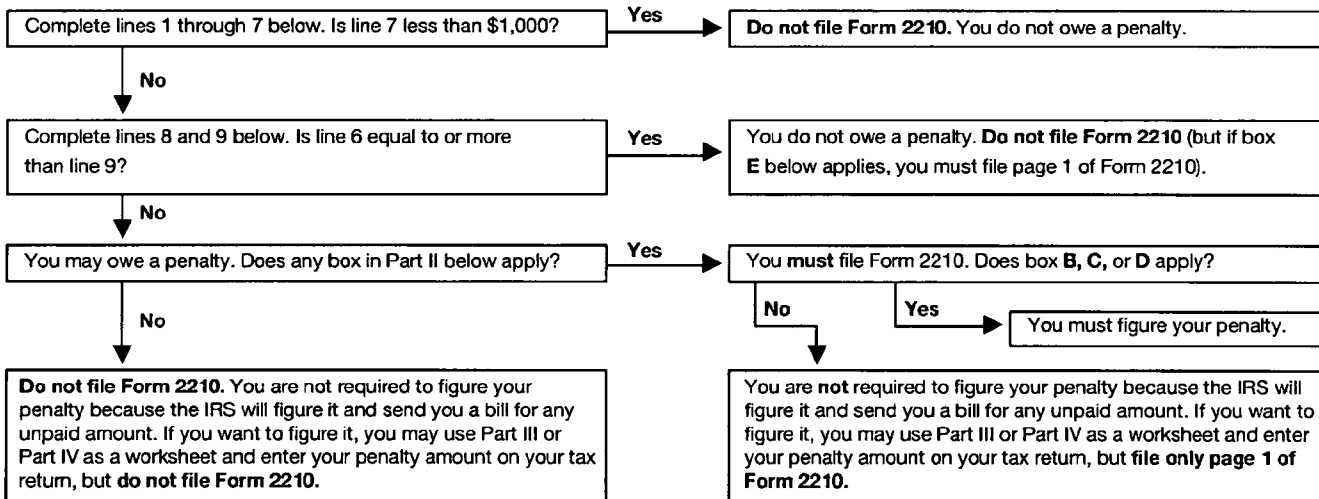 Complete lines 1 through 7 below. Is line 7 less than $1,000?
Yes
Do not file Form 2210. You do not owe a penalty.
No
Complete lines 8 and 9 below. Is line 6 equal to or more
than line 9?
Yes
You do not owe a penalty. Do not file Form 2210 (but if box
E below applies, you must file page 1 of Form 2210).
No
You may owe a penalty. Does any box in Part II below apply?
Yes
You must file Form 2210. Does box B, C, or D apply?
No
Yes
You must figure your penalty.
No
Do not file Form 2210. You are not required to figure your
penalty because the IRS will figure it and send you a bill for any
unpaid amount. If you want to figure it, you may use Part III or
Part IV as a worksheet and enter your penalty amount on your tax
return, but do not file Form 2210.
You are not required to figure your penalty because the IRS will
figure it and send you a bill for any unpaid amount. If you want to
figure it, you may use Part III or Part IV as a worksheet and enter
your penalty amount on your tax return, but file only page 1 of
Form 2210.